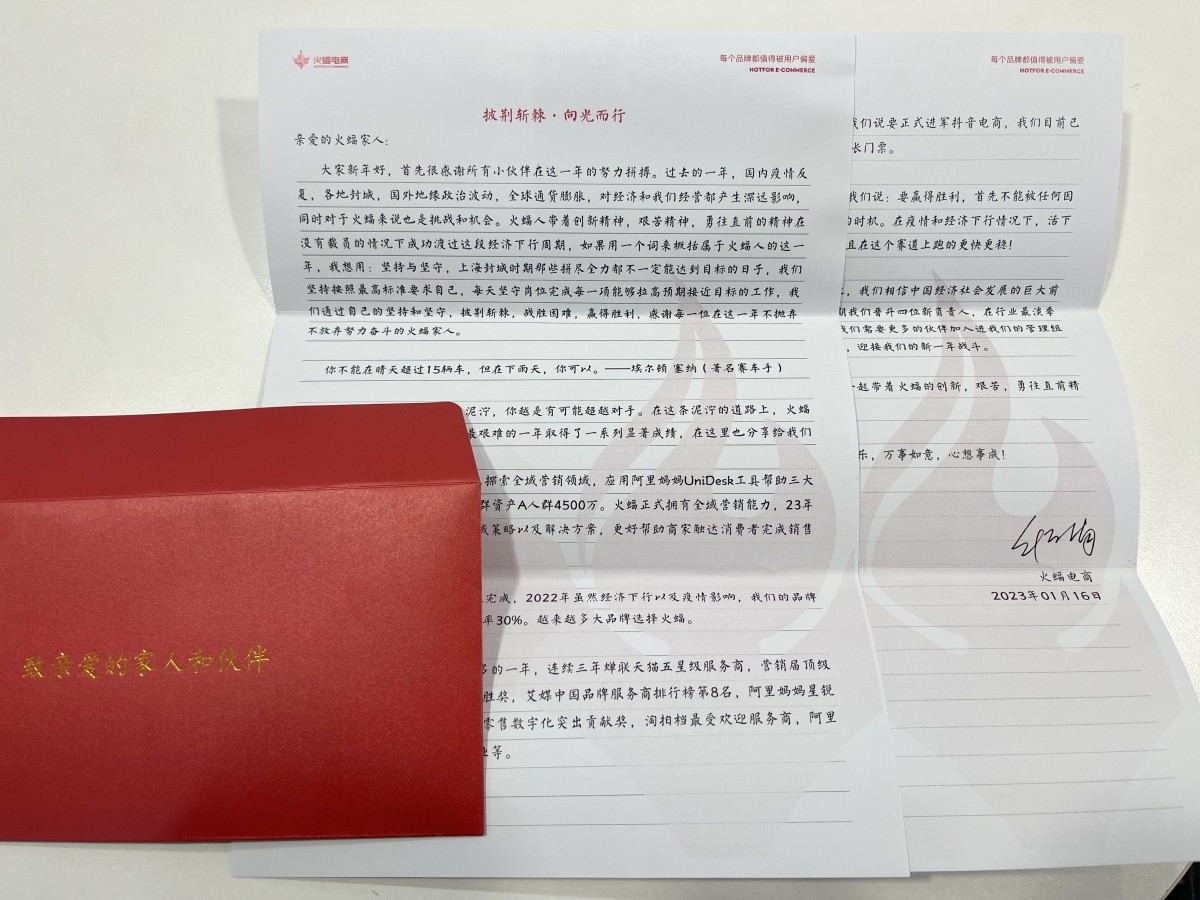 火蝠电商
每个品牌都值得被用户偏爱
HOTFOR E-COMMERCE
披荆斩棘·向光而行
亲爱的火蝠家人:
大家新年好,首先很感谢所有小伙伴在这一年的努力拼搏。过去的一年,国内疫情反
复,各地封城,国外地缘政治波动,全球通货膨胀,对经济和我们经营都产生深远影响,
同时对于火蝠来说也是挑战和机会。火蝠人带着创新精神,艰苦精神,勇往直前的精神在
没有裁员的情况下成功渡过这段经济下行周期,如果用一个词来概括属于火蝠人的这一
年,我想用:坚持与坚守,上海封城时期那些拼尽全力都不一定能达到目标的日子,我们
坚持按照最高标准要求自己,每天坚守岗位完成每一项能够拉高预期接近目标的工作,我
们通过自己的坚持和坚守,披荆斩棘,战胜困难,赢得胜利,感谢每一位在这一年不抛弃
不放弃努力奋斗的火蝠家人。
你不能在晴天超过15辆车,但在下雨天,你可以。——埃尔顿 塞纳(著名赛车手)
泥泞,你越是有可能超越对手。在这条泥泞的道路上,火蝠
最艰难的一年取得了一系列显著成绩,在这里也分享给我们
探索全域营销领域,应用阿里妈妈UniDesk工具帮助三大
群资产A人群4500万。火蝠正式拥有全域营销能力,23年
域策略以及解决方案,更好帮助商家触达消费者完成销售
完成,2022年虽然经济下行以及疫情影响,我们的品牌
率30%。越来越多大品牌选择火蝠。
多的一年,连续三年蝉联天猫五星级服务商,营销届顶级
胜奖,艾媒中国品牌服务商排行榜第8名,阿里妈妈星锐
零售数字化突出贡献奖,淘拍档最受欢迎服务商,阿里
业等。
每个品牌都值得被用户偏爱
HOTFOR E-COMMERCE
我们说要正式进军抖音电商,我们目前已
长门票。
我们说:要赢得胜利,首先不能被任何困
的时机。在疫情和经济下行情况下,活下
且在这个赛道上跑的更快更稳!
,我们相信中国经济社会发展的巨大前
期我们晋升四位新负责人,在行业最淡季
我们需要更多的伙伴加入进我们的管理组
,迎接我们的新一年战斗。
一起带着火蝠的创新,艰苦,勇往直前精
乐,万事如意,心想事成!
火蝠电商
2023年01月16日
致亲爱的家人和伙伴